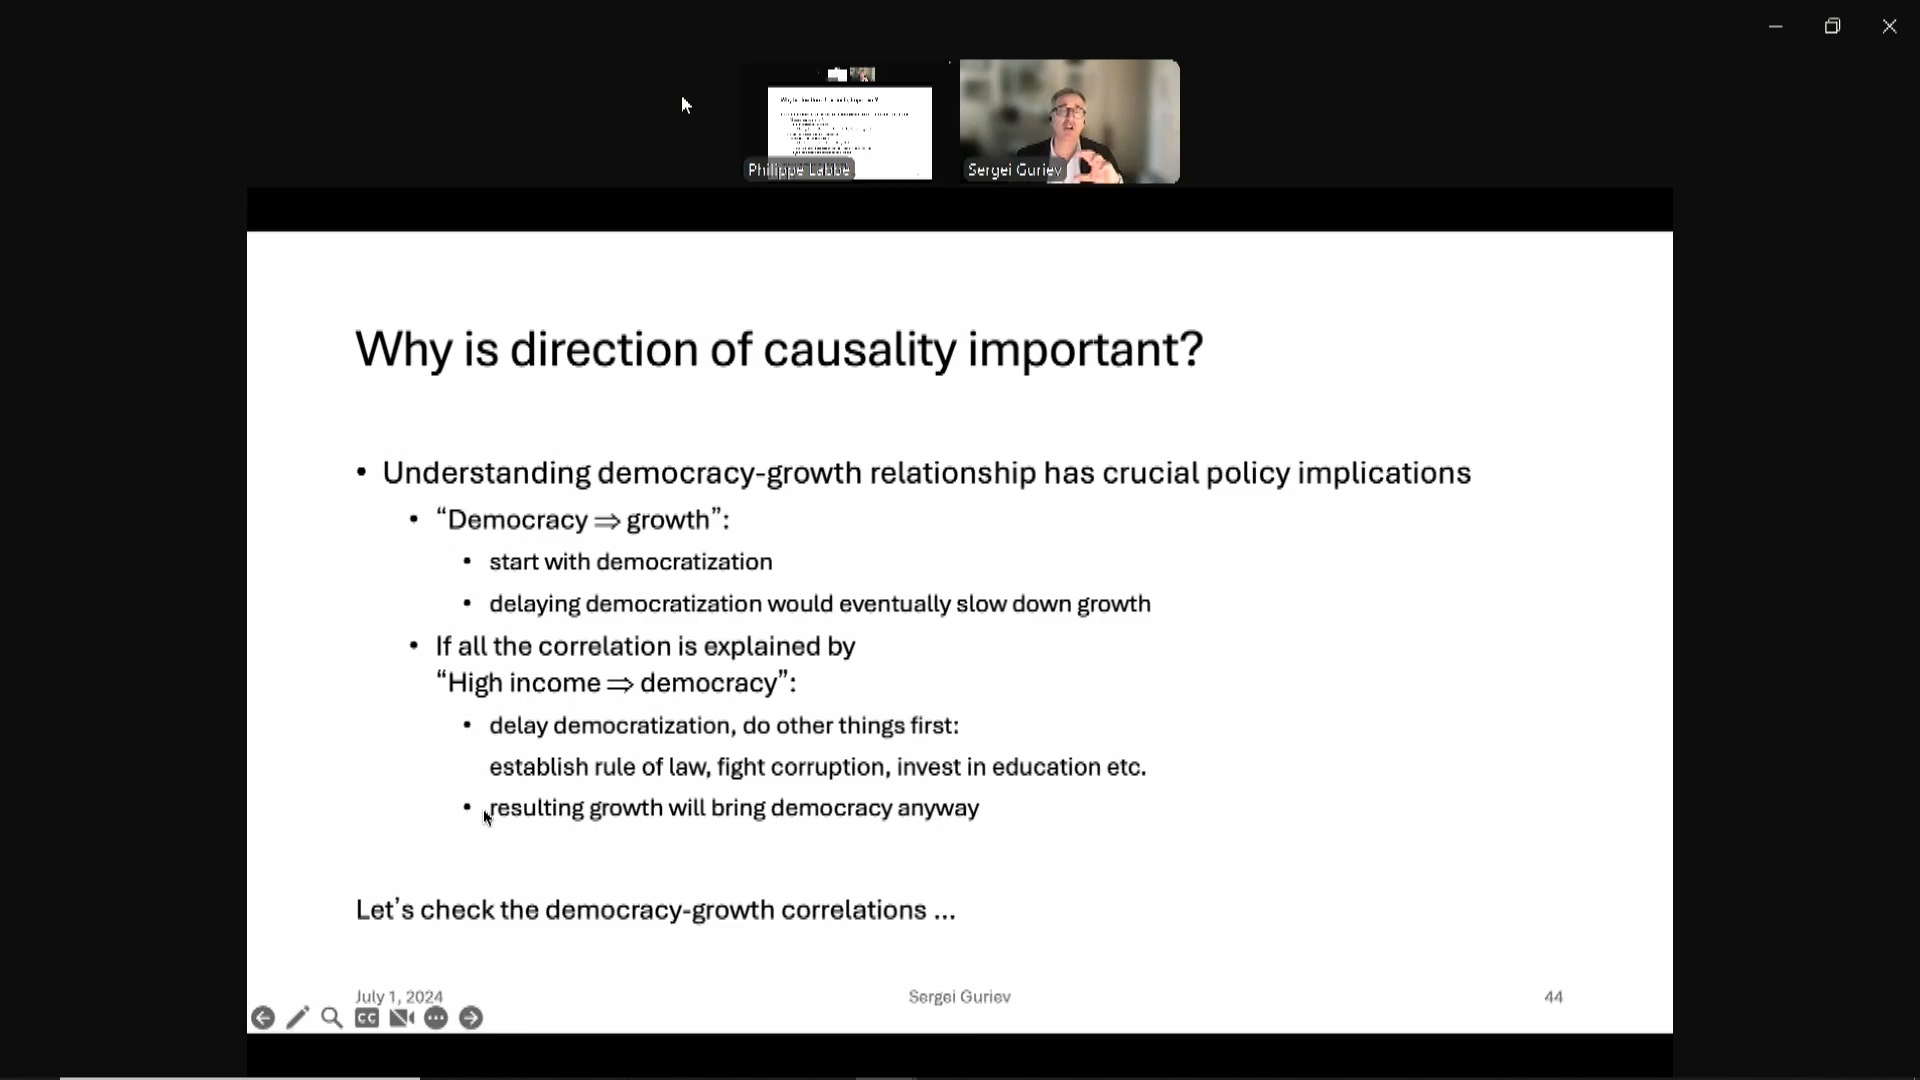 Philippe Labbe
Sergei Guriev
Why is direction of causality important?
• Understanding democracy-growth relationship has crucial policy implications
• “Democracy ⇒ growth”:
• start with democratization
• delaying democratization would eventually slow down growth
• If all the correlation is explained by
“High income ⇒ democracy”:
• delay democratization, do other things first:
establish rule of law, fight corruption, invest in education etc.
• resulting growth will bring democracy anyway
Let’s check the democracy-growth correlations ...
July 1, 2024
Sergei Guriev
44
CC